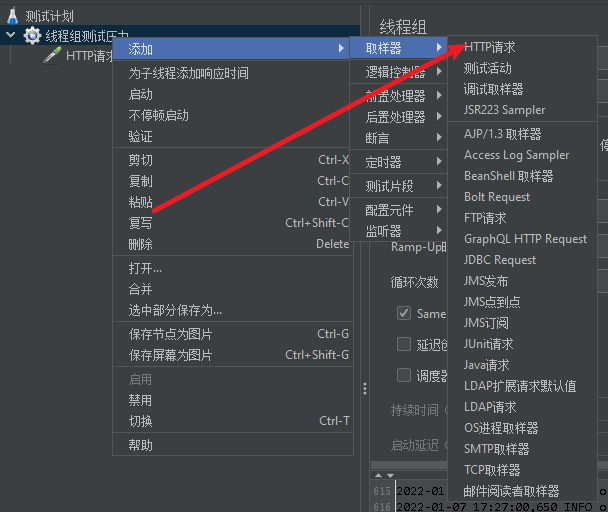 测试计划
线程组测试压力
HTTP请求
添加
为子线程添加响应时间
启动
不停顿启动
验证
剪切 Ctrl-X
复制 Ctrl-C
粘贴 Ctrl-V
复写 Ctrl+Shift-C
删除 Delete
打开...
合并
选中部分保存为...
保存节点为图片 Ctrl-G
保存屏幕为图片 Ctrl+Shift-G
启用
禁用
切换 Ctrl-T
帮助
线程组
取样器
逻辑控制器
前置处理器
后置处理器
断言
定时器
测试片段
配置元件
监听器
HTTP请求
测试活动
调试取样器
JSR223 Sampler
AJP/1.3 取样器
Access Log Sampler
BeanShell 取样器
Bolt Request
FTP请求
GraphQL HTTP Request
JDBC Request
JMS发布
JMS点到点
JMS订阅
JUnit请求
Java请求
LDAP扩展请求默认值
LDAP请求
OS进程取样器
SMTP取样器
TCP取样器
邮件阅读者取样器
停
Ramp-Up
循环次数
Same
延迟
调度器
持续时间
启动延迟
615 2022-01
616 2022-01-07 17:27:00,650 INFO o